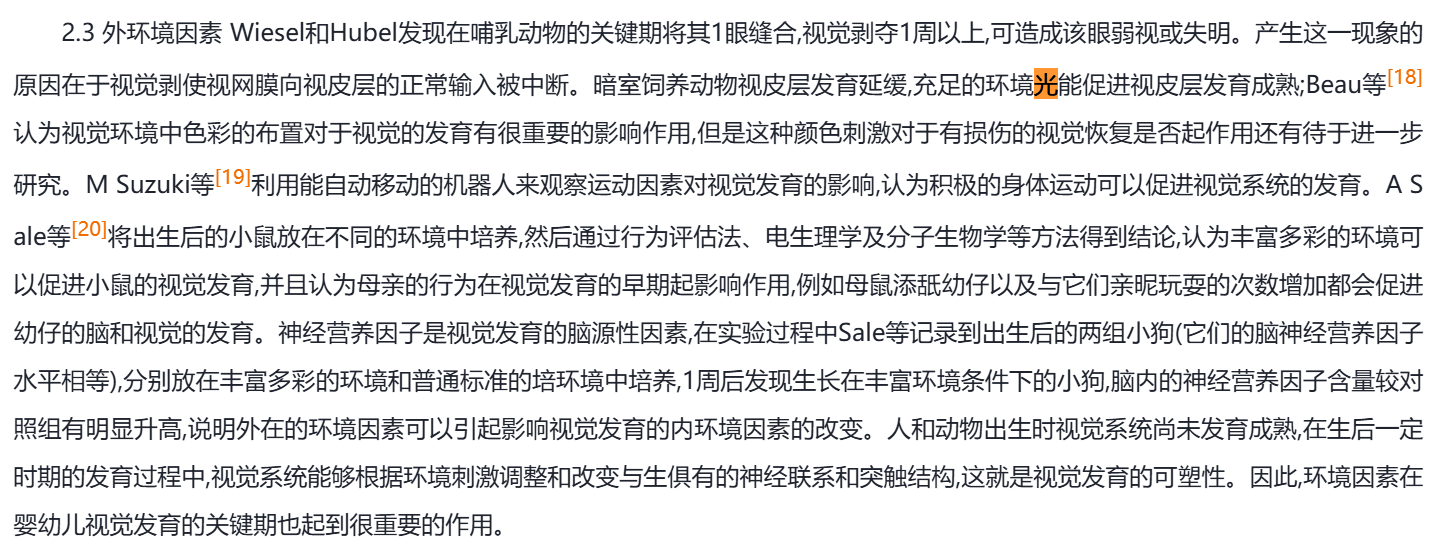 2.3 外环境因素 Wiesel和Hubel发现在哺乳动物的关键期将其1眼缝合,视觉剥夺1周以上,可造成该眼弱视或失明。产生这一现象的
原因在于视觉剥使视网膜向视皮层的正常输入被中断。暗室饲养动物视皮层发育延缓,充足的环境光能促进视皮层发育成熟;Beau等[18]
认为视觉环境中色彩的布置对于视觉的发育有很重要的影响作用,但是这种颜色刺激对于有损伤的视觉恢复是否起作用还有待于进一步
研究。M Suzuki等[19]利用能自动移动的机器人来观察运动因素对视觉发育的影响,认为积极的身体运动可以促进视觉系统的发育。A S
ale等[20]将出生后的小鼠放在不同的环境中培养,然后通过行为评估法、电生理学及分子生物学等方法得到结论,认为丰富多彩的环境可
以促进小鼠的视觉发育,并且认为母亲的行为在视觉发育的早期起影响作用,例如母鼠添舐幼仔以及与它们亲昵玩耍的次数增加都会促进
幼仔的脑和视觉的发育。神经营养因子是视觉发育的脑源性因素,在实验过程中Sale等记录到出生后的两组小狗(它们的脑神经营养因子
水平相等),分别放在丰富多彩的环境和普通标准的培环境中培养,1周后发现生长在丰富环境条件下的小狗,脑内的神经营养因子含量较对
照组有明显升高,说明外在的环境因素可以引起影响视觉发育的内环境因素的改变。人和动物出生时视觉系统尚未发育成熟,在生后一定
时期的发育过程中,视觉系统能够根据环境刺激调整和改变与生俱有的神经联系和突触结构,这就是视觉发育的可塑性。因此,环境因素在
婴幼儿视觉发育的关键期也起到很重要的作用。